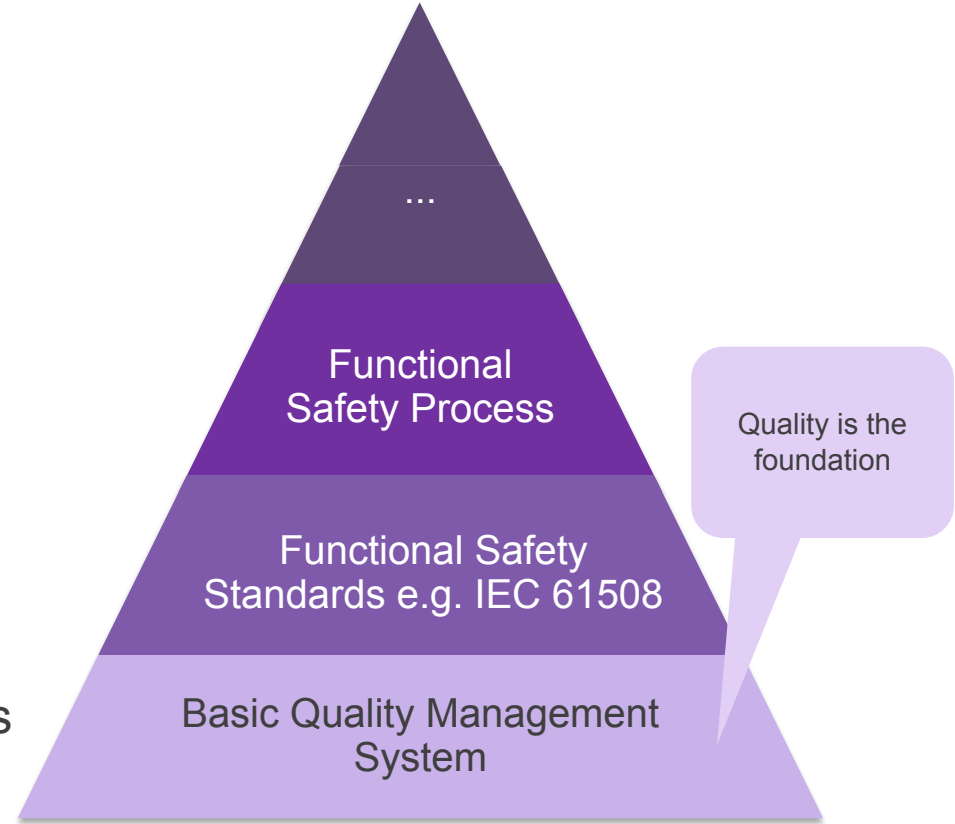 ...
Functional
Safety Process
Quality is the
foundation
Functional Safety
Standards e.g. IEC 61508
s
Basic Quality Management
System